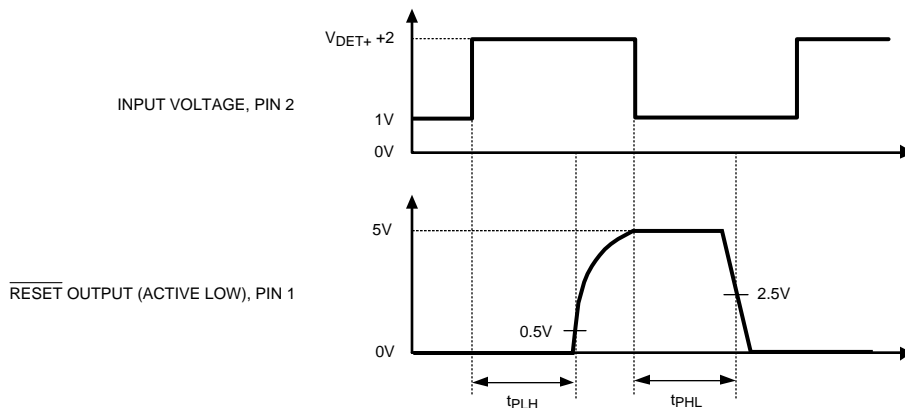 V_DET+ +2
INPUT VOLTAGE, PIN 2
1V
0V
5V
RESET OUTPUT (ACTIVE LOW), PIN 1
2.5V
0.5V
0V
tPLH
tPHL